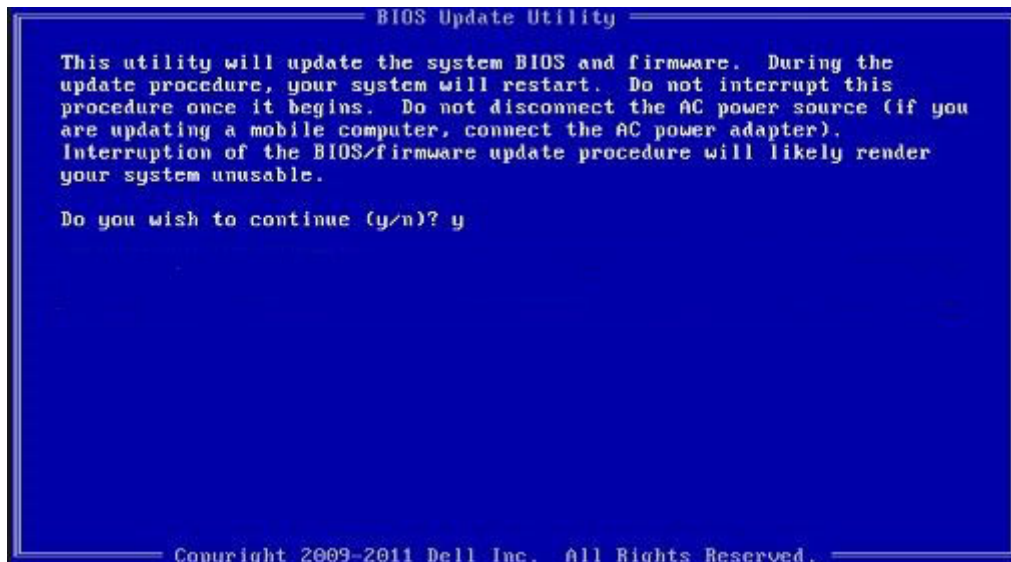 BIOS Update Utility
This utility will update the system BIOS and firmware. During the
update procedure, your system will restart. Do not interrupt this
procedure once it begins. Do not disconnect the AC power source (if you
are updating a mobile computer, connect the AC power adapter).
Interruption of the BIOS/firmware update procedure will likely render
your system unusable.
Do you wish to continue (y/n)? y
Copyright 2009-2011 Dell Inc. All Rights Reserved.